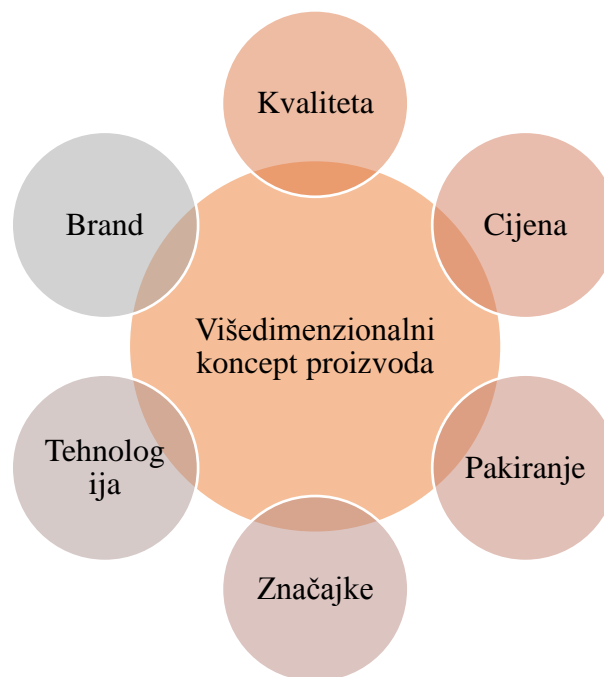 Kvaliteta
Brand
Cijena
Višedimenzionalni
koncept proizvoda
Tehnolog
ija
Pakiranje
Značajke